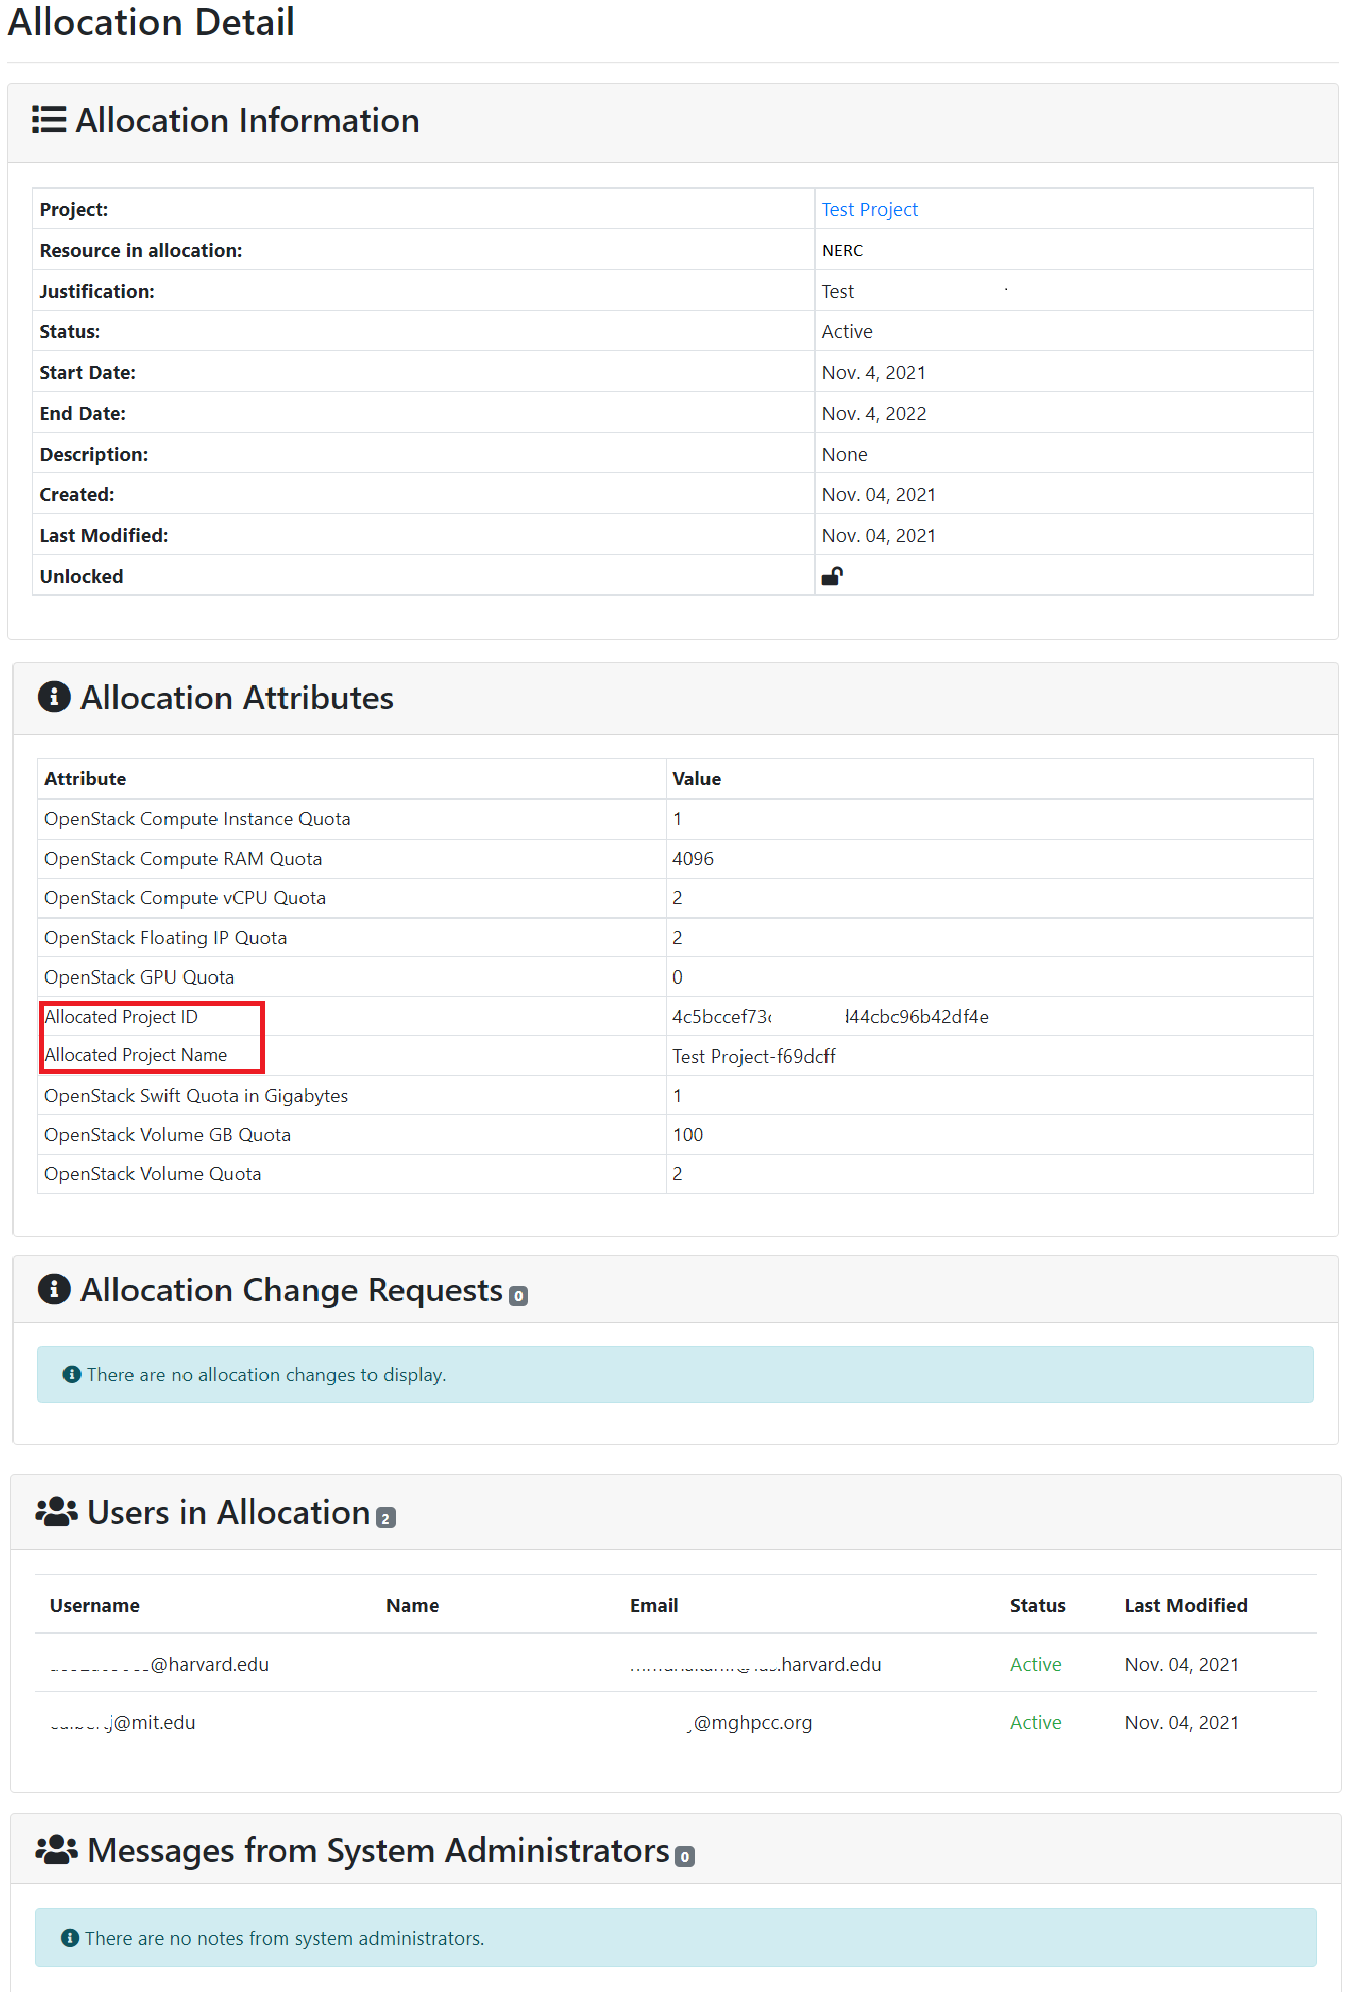 Allocation Detail
Allocation Information
Project: Test Project
Resource in allocation: NERC
Justification: Test
Status: Active
Start Date: Nov. 4, 2021
End Date: Nov. 4, 2022
Description: None
Created: Nov. 04, 2021
Last Modified: Nov. 04, 2021
Unlocked
Allocation Attributes
Attribute Value
OpenStack Compute Instance Quota 1
OpenStack Compute RAM Quota 4096
OpenStack Compute vCPU Quota 2
OpenStack Floating IP Quota 2
OpenStack GPU Quota 0
Allocated Project ID 4c5bccef73 44cbc96b42df4e
Allocated Project Name Test Project-f69dcff
OpenStack Swift Quota in Gigabytes 1
OpenStack Volume GB Quota 100
OpenStack Volume Quota 2
Allocation Change Requests 0
There are no allocation changes to display.
Users in Allocation 2
Username Name Email Status Last Modified
@harvard.edu .harvard.edu Active Nov. 04, 2021
j@mit.edu @mghpcc.org Active Nov. 04, 2021
Messages from System Administrators 0
There are no notes from system administrators.